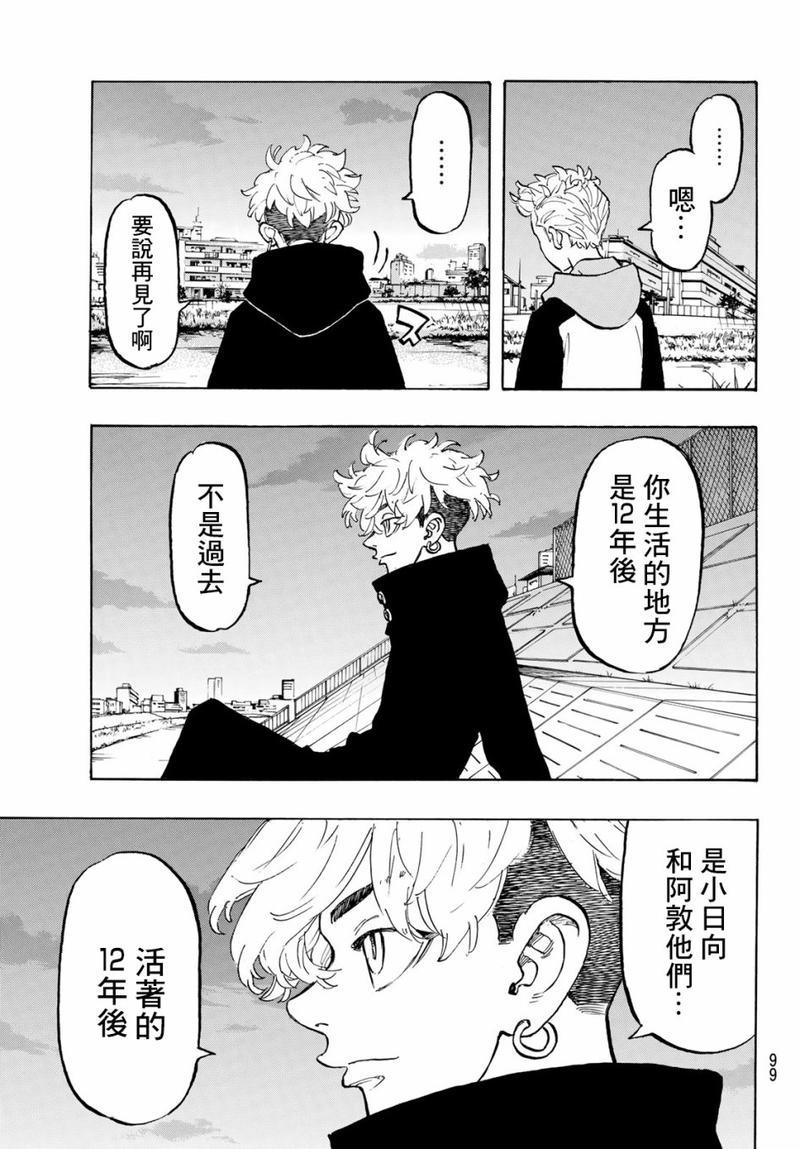 ……
嗯…
……
要說再見了啊
ス
你生活的地方
是12年後
不是過去
是小日向
和阿敦他們…
活著的
12年後
99